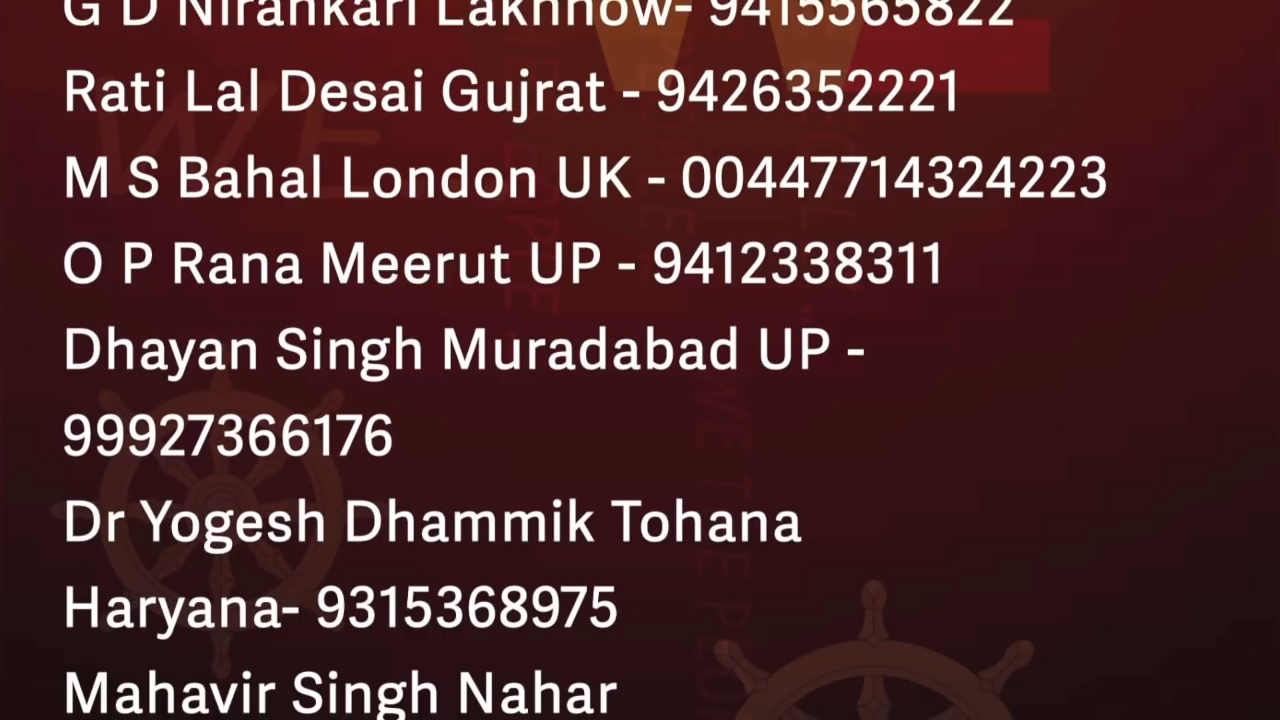 G D Nirankari Lakhnow- 9415565822
Rati Lal Desai Gujrat - 9426352221
M S Bahal London UK - 00447714324223
O P Rana Meerut UP - 9412338311
Dhayan Singh Muradabad UP -
99927366176
Dr Yogesh Dhammik Tohana
Haryana- 9315368975
Mahavir Singh Nahar